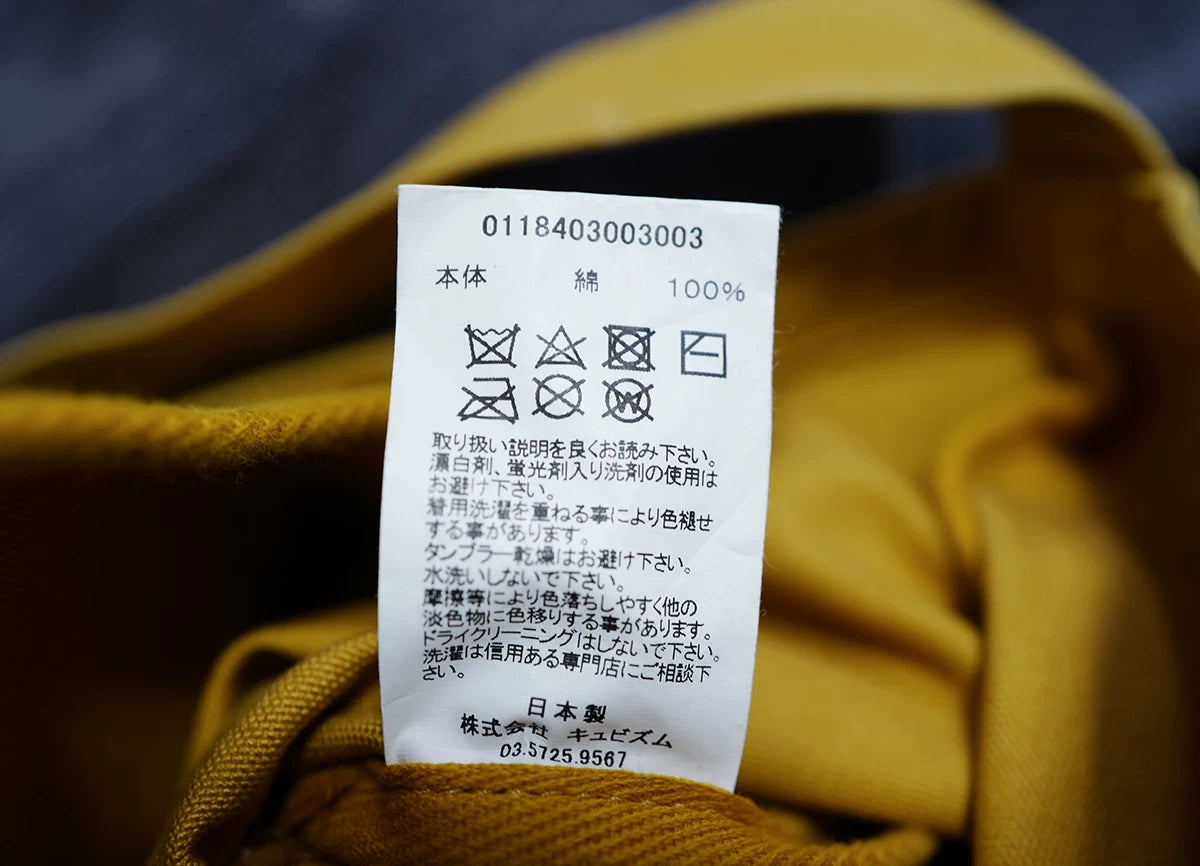 0118403003003
本体 綿 100%
取り扱い説明を良くお読み下さい。
漂白剤、蛍光剤入り洗剤の使用は
お避け下さい。
着用洗濯を重ねる事により色褪せ
する事があります。
タンブラー乾燥はお避け下さい。
水洗いしないで下さい。
摩擦等により色落ちしやすく他の
淡色物に色移りする事があります。
ドライクリーニングはしないで下さい。
洗濯は信用ある専門店にご相談下
さい。
日本製
株式会社 キュビズム
03.5725.9567